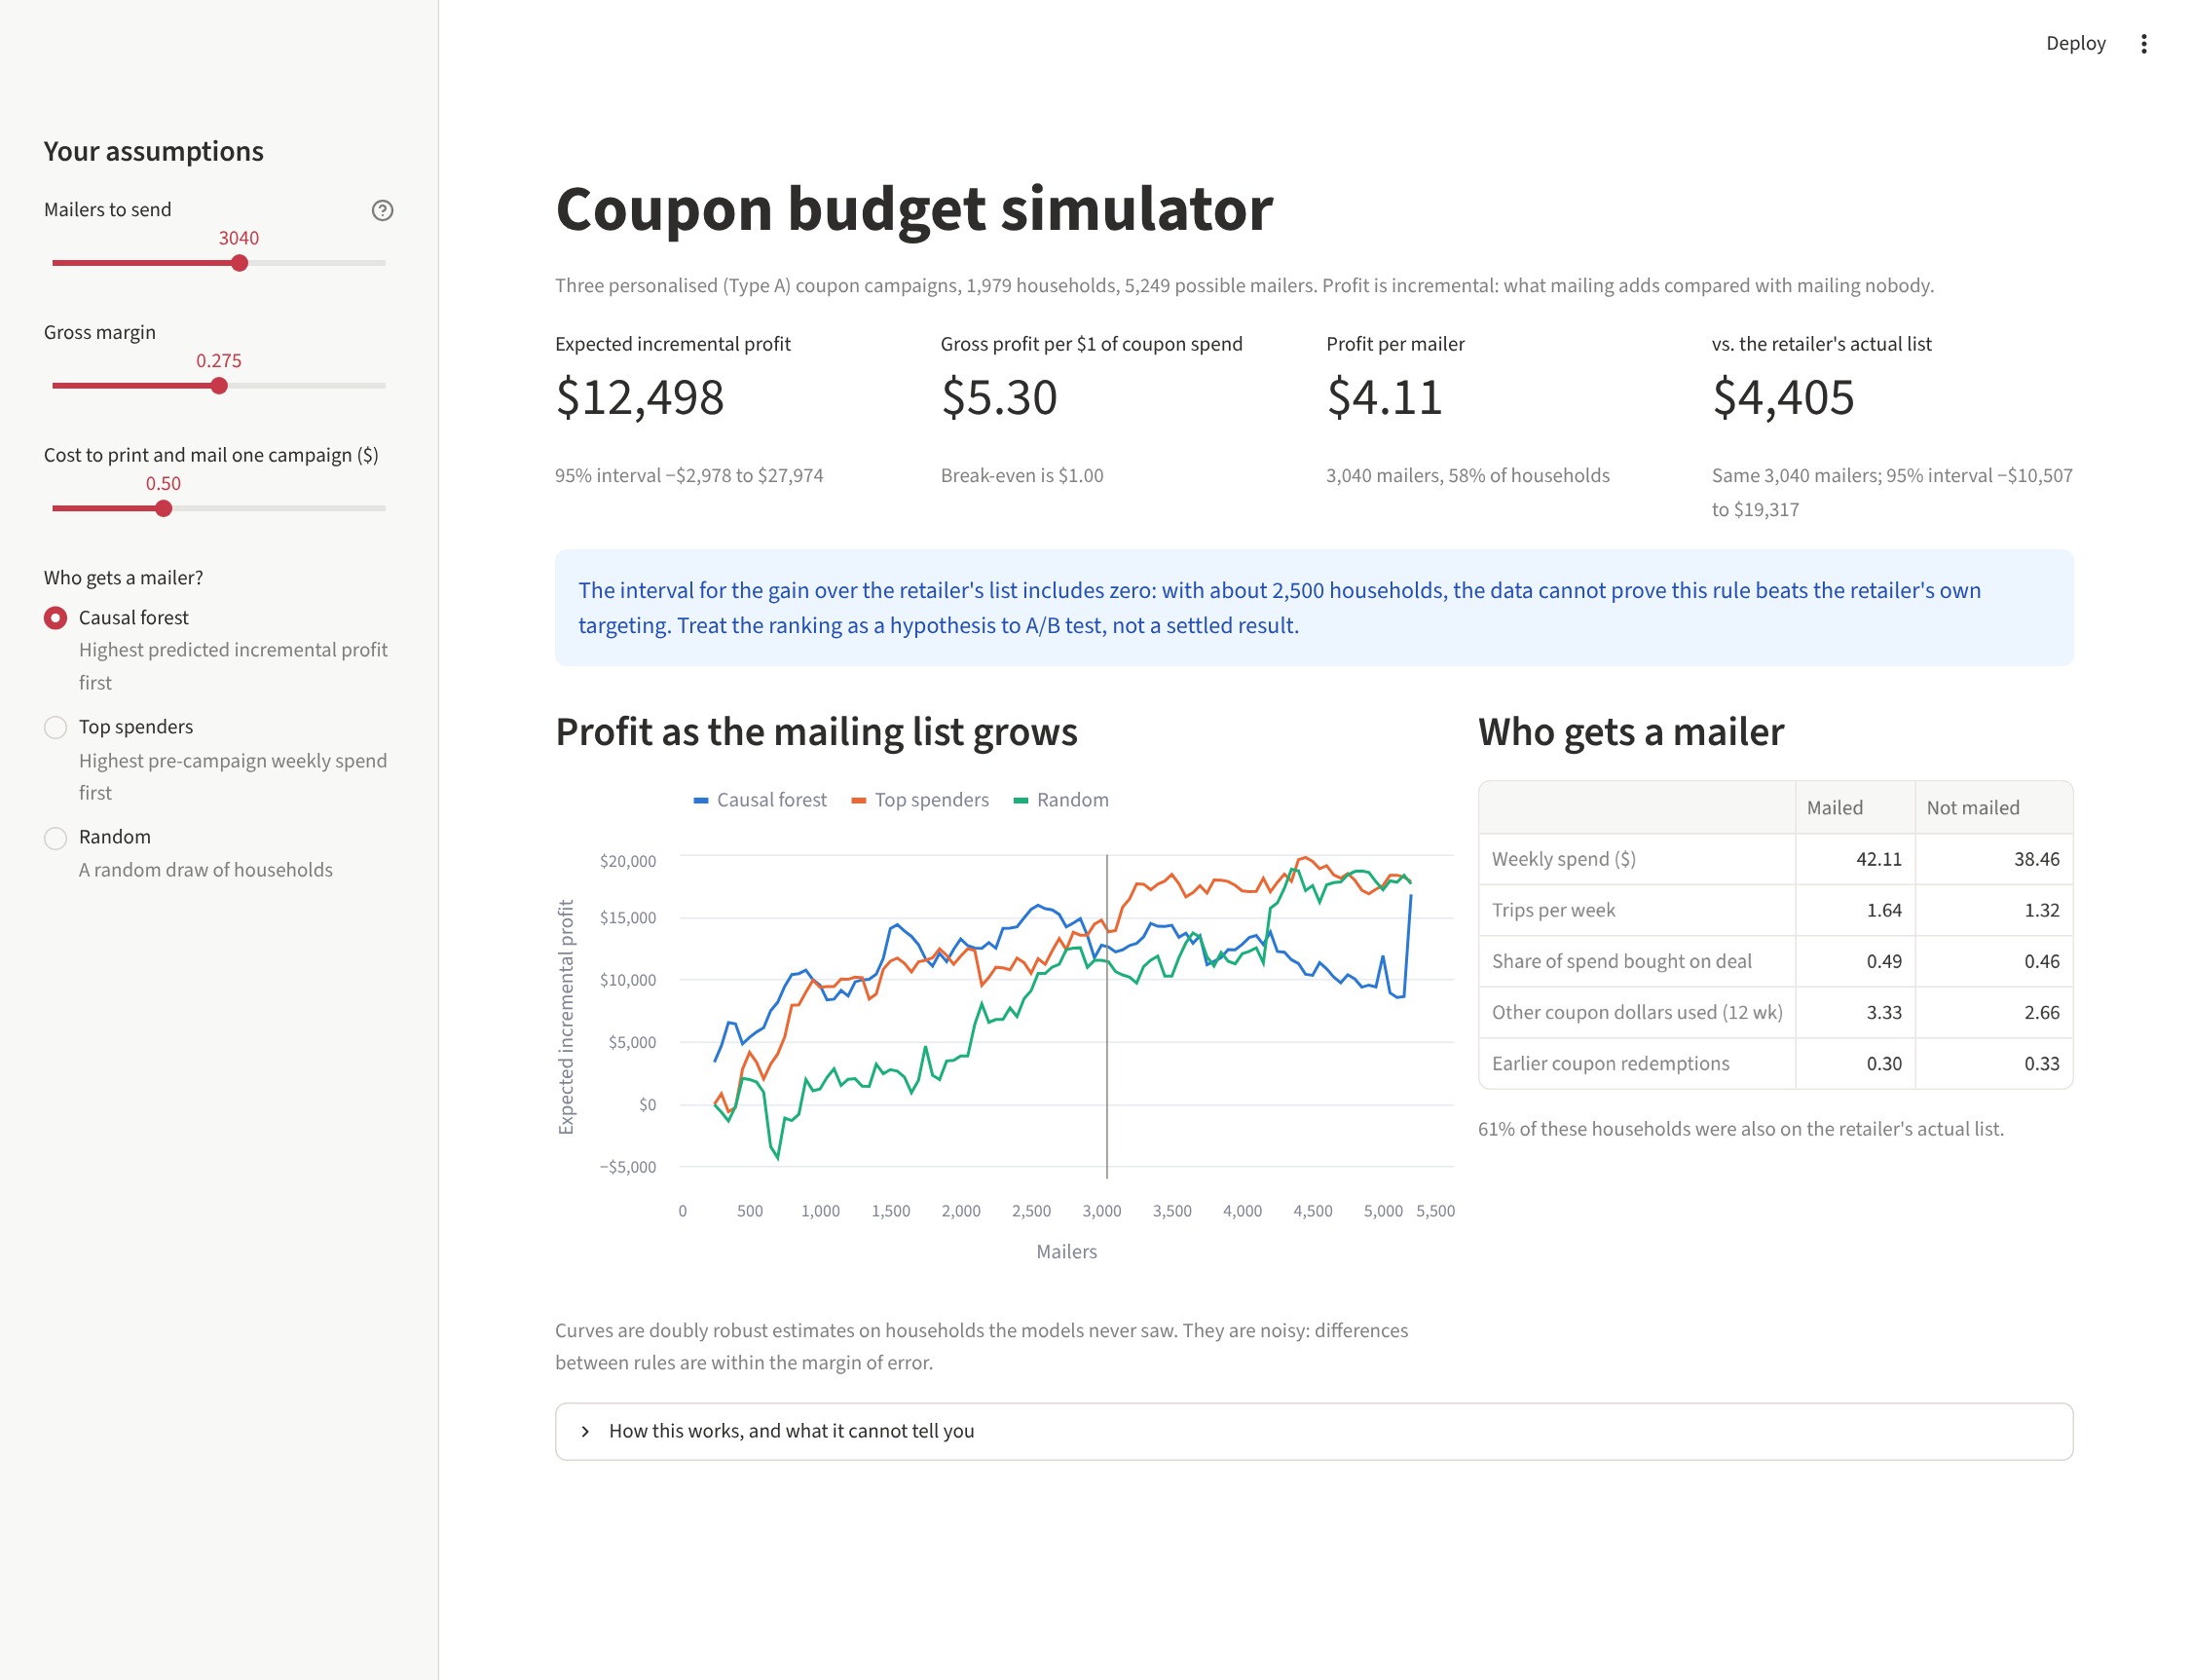 Deploy
Your assumptions
Mailers to send
3040
Gross margin
0.275
Cost to print and mail one campaign ($)
0.50
Who gets a mailer?
Causal forest
Highest predicted incremental profit
first
Top spenders
Highest pre-campaign weekly spend
first
Random
A random draw of households
Coupon budget simulator
Three personalised (Type A) coupon campaigns, 1,979 households, 5,249 possible mailers. Profit is incremental: what mailing adds compared with mailing nobody.
Expected incremental profit
$12,498
95% interval −$2,978 to $27,974
Gross profit per $1 of coupon spend
$5.30
Break-even is $1.00
Profit per mailer
$4.11
3,040 mailers, 58% of households
vs. the retailer's actual list
$4,405
Same 3,040 mailers; 95% interval −$10,507
to $19,317
The interval for the gain over the retailer's list includes zero: with about 2,500 households, the data cannot prove this rule beats the retailer's own
targeting. Treat the ranking as a hypothesis to A/B test, not a settled result.
Profit as the mailing list grows
Causal forest Top spenders Random
Expected incremental profit
$20,000
$15,000
$10,000
$5,000
$0
−$5,000
0 500 1,000 1,500 2,000 2,500 3,000 3,500 4,000 4,500 5,000 5,500
Mailers
Curves are doubly robust estimates on households the models never saw. They are noisy: differences
between rules are within the margin of error.
Who gets a mailer
Mailed Not mailed
Weekly spend ($) 42.11 38.46
Trips per week 1.64 1.32
Share of spend bought on deal 0.49 0.46
Other coupon dollars used (12 wk) 3.33 2.66
Earlier coupon redemptions 0.30 0.33
61% of these households were also on the retailer's actual list.
How this works, and what it cannot tell you